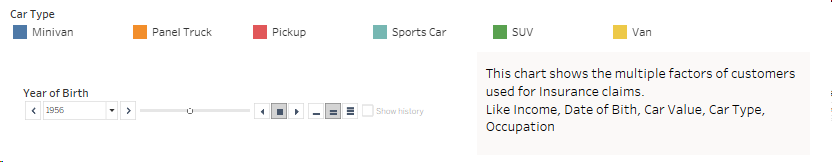 Car Type
Minivan Panel Truck Pickup Sports Car SUV Van
This chart shows the multiple factors of customers
used for Insurance claims.
Like Income, Date of Bith, Car Value, Car Type,
Occupation
Year of Birth
1956
Show history